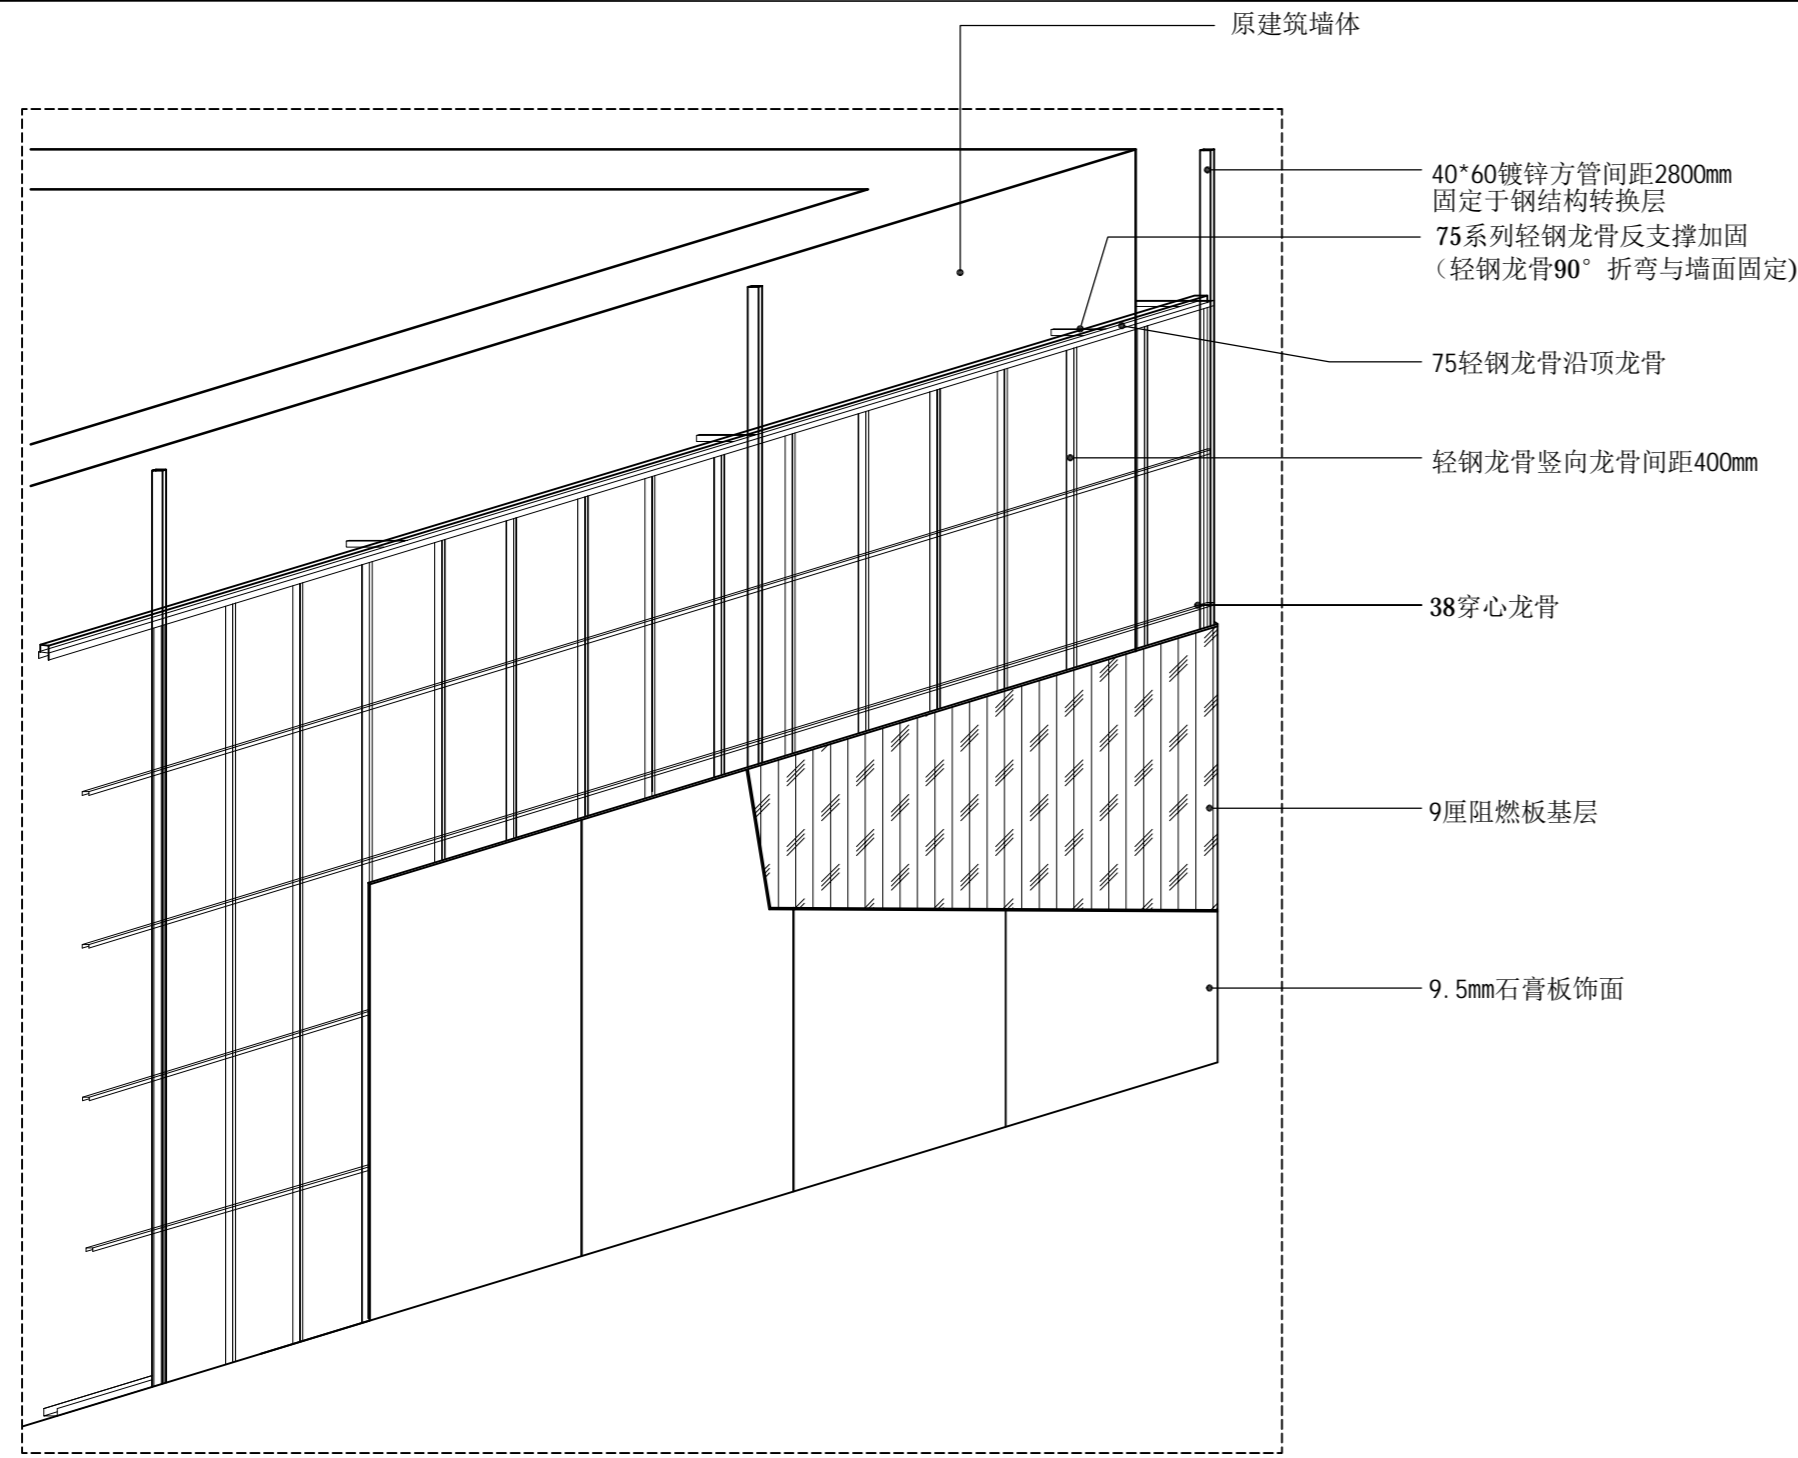 原建筑墙体
40*60镀锌方管间距2800mm
固定于钢结构转换层
75系列轻钢龙骨反支撑加固
（轻钢龙骨90°折弯与墙面固定)
75轻钢龙骨沿顶龙骨
轻钢龙骨竖向龙骨间距400mm
38穿心龙骨
9厘阻燃板基层
9.5mm石膏板饰面